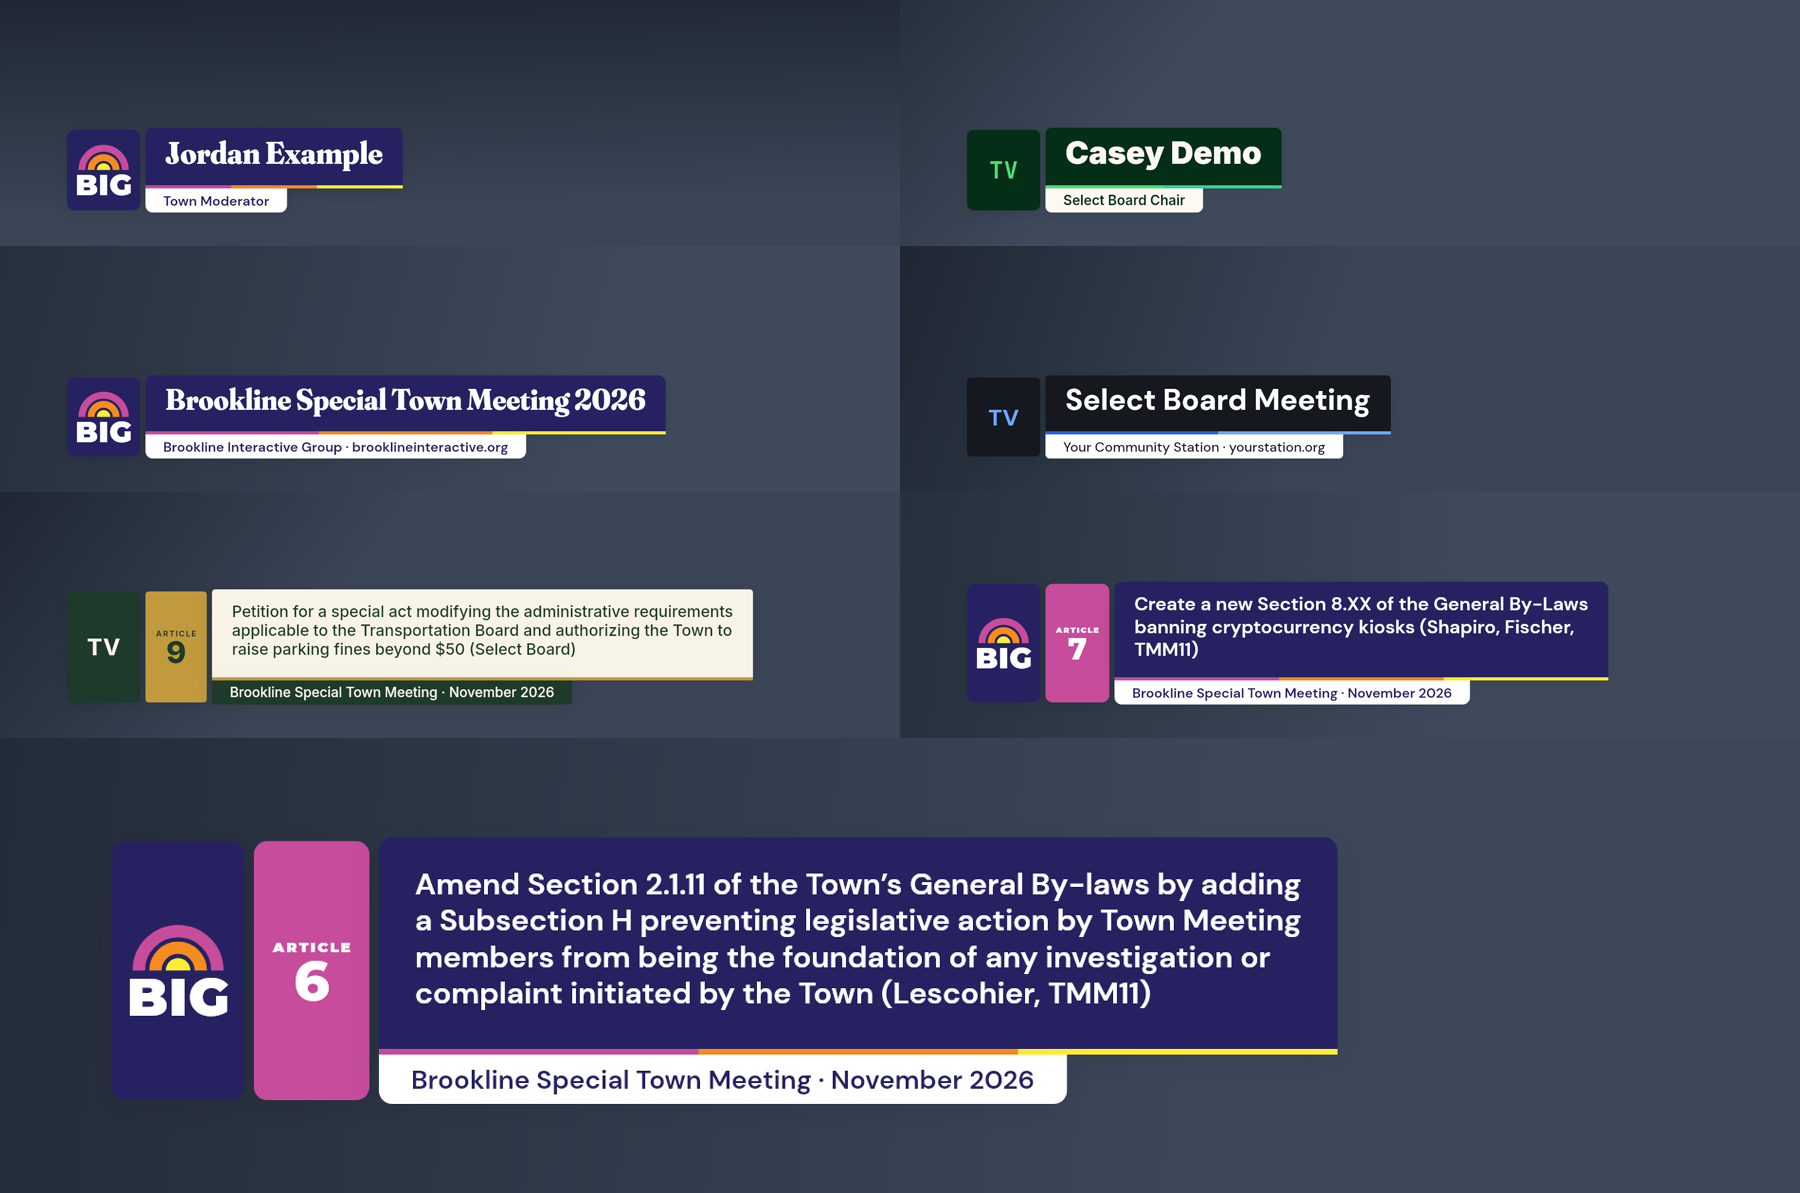 BIG
Jordan Example
Town Moderator
TV
Casey Demo
Select Board Chair
BIG
Brookline Special Town Meeting 2026
Brookline Interactive Group · brooklineinteractive.org
TV
Select Board Meeting
Your Community Station · yourstation.org
TV
ARTICLE
9
Petition for a special act modifying the administrative requirements
applicable to the Transportation Board and authorizing the Town to
raise parking fines beyond $50 (Select Board)
Brookline Special Town Meeting · November 2026
BIG
ARTICLE
7
Create a new Section 8.XX of the General By-Laws
banning cryptocurrency kiosks (Shapiro, Fischer,
TMM11)
Brookline Special Town Meeting · November 2026
BIG
ARTICLE
6
Amend Section 2.1.11 of the Town’s General By-laws by adding
a Subsection H preventing legislative action by Town Meeting
members from being the foundation of any investigation or
complaint initiated by the Town (Lescohier, TMM11)
Brookline Special Town Meeting · November 2026